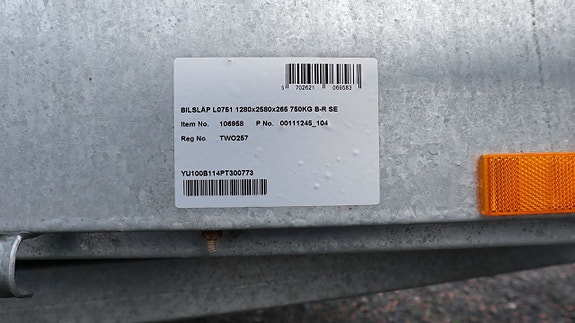 5 702621 069583
BILSLÄP L0751 1280x2580x265 750KG B-R SE
Item No. 106958 P No. 00111245_104
Reg No TWO257
YU100B114PT300773